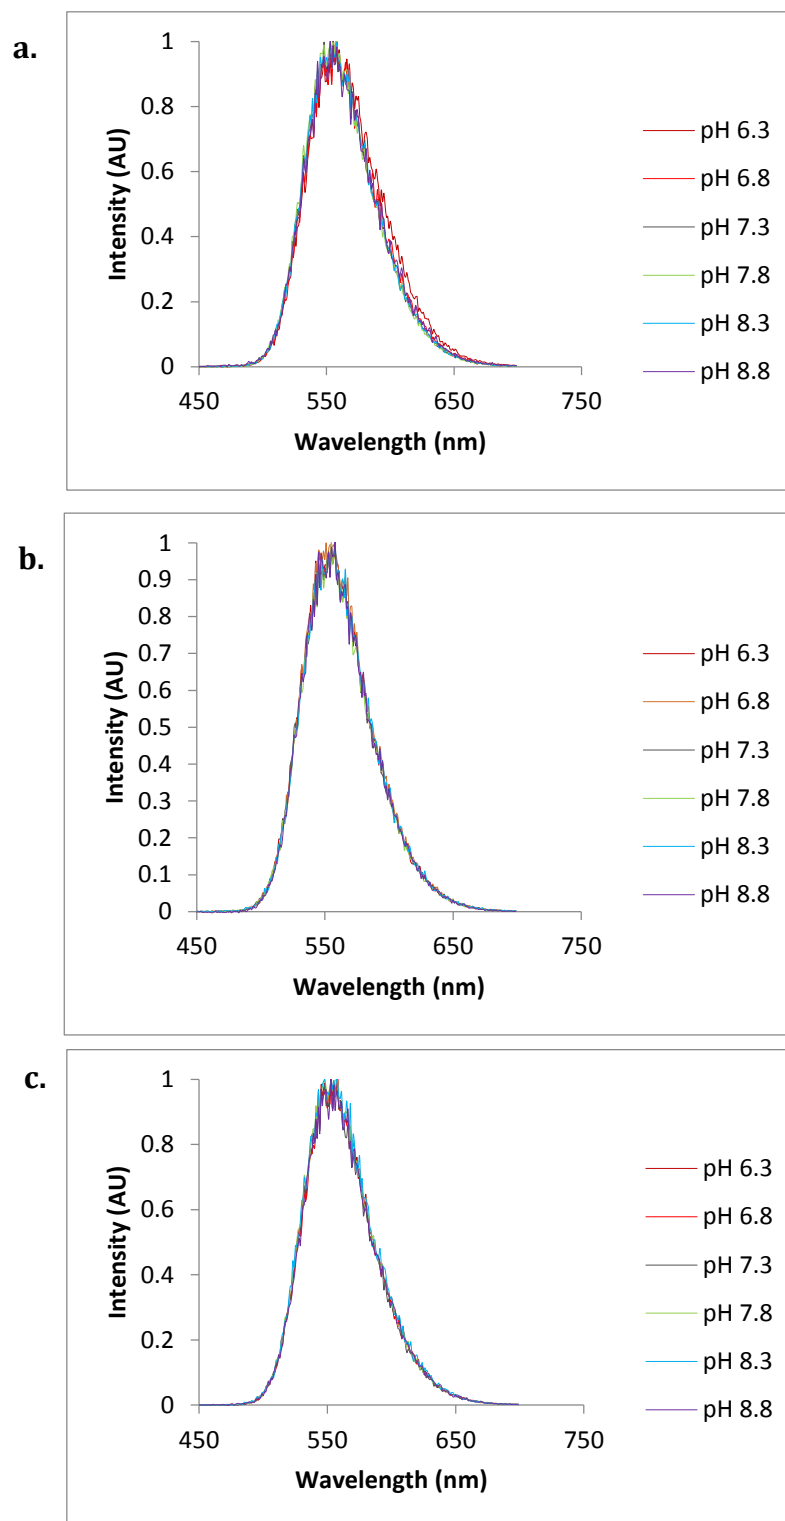 a.
Intensity (AU)
1
0.8
0.6
0.4
0.2
0
450 550 650 750
Wavelength (nm)
pH 6.3
pH 6.8
pH 7.3
pH 7.8
pH 8.3
pH 8.8
b.
Intensity (AU)
1
0.9
0.8
0.7
0.6
0.5
0.4
0.3
0.2
0.1
0
450 550 650 750
Wavelength (nm)
pH 6.3
pH 6.8
pH 7.3
pH 7.8
pH 8.3
pH 8.8
c.
Intensity (AU)
1
0.8
0.6
0.4
0.2
0
450 550 650 750
Wavelength (nm)
pH 6.3
pH 6.8
pH 7.3
pH 7.8
pH 8.3
pH 8.8